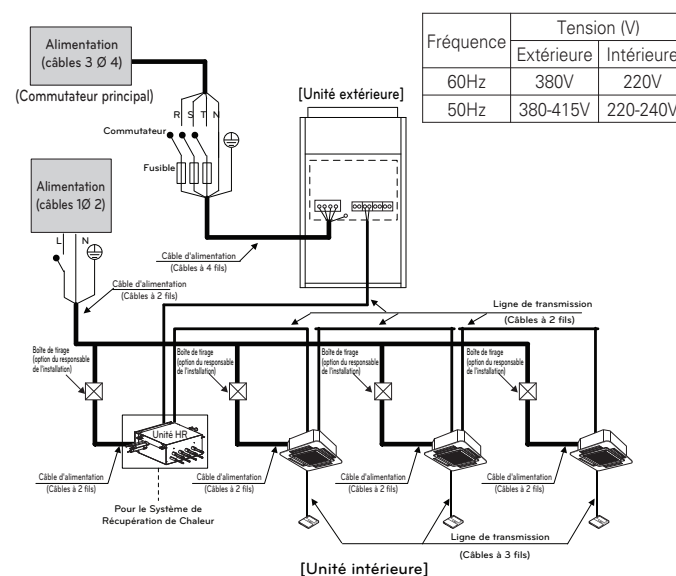 Alimentation
(câbles 3 Ø 4)
(Commutateur principal)
Fréquence
Tension (V)
Extérieure
Intérieure
60Hz
380V
220V
50Hz
380-415V
220-240V
[Unité extérieure]
R S T N
Commutateur
Fusible
Alimentation
(câbles 1Ø 2)
L N
Câble d'alimentation
(Câbles à 4 fils)
Câble d'alimentation
(Câbles à 2 fils)
Ligne de transmission
(Câbles à 2 fils)
Boîte de tirage
(option du responsable
de l'installation)
Boîte de tirage
(option du responsable
de l'installation)
Boîte de tirage
(option du responsable
de l'installation)
Boîte de tirage
(option du responsable
de l'installation)
Unité HR
Câble d'alimentation
(Câbles à 2 fils)
Câble d'alimentation
(Câbles à 2 fils)
Câble d'alimentation
(Câbles à 2 fils)
Câble d'alimentation
(Câbles à 2 fils)
Pour le Système de
Récupération de Chaleur
Ligne de transmission
(Câbles à 3 fils)
[Unité intérieure]